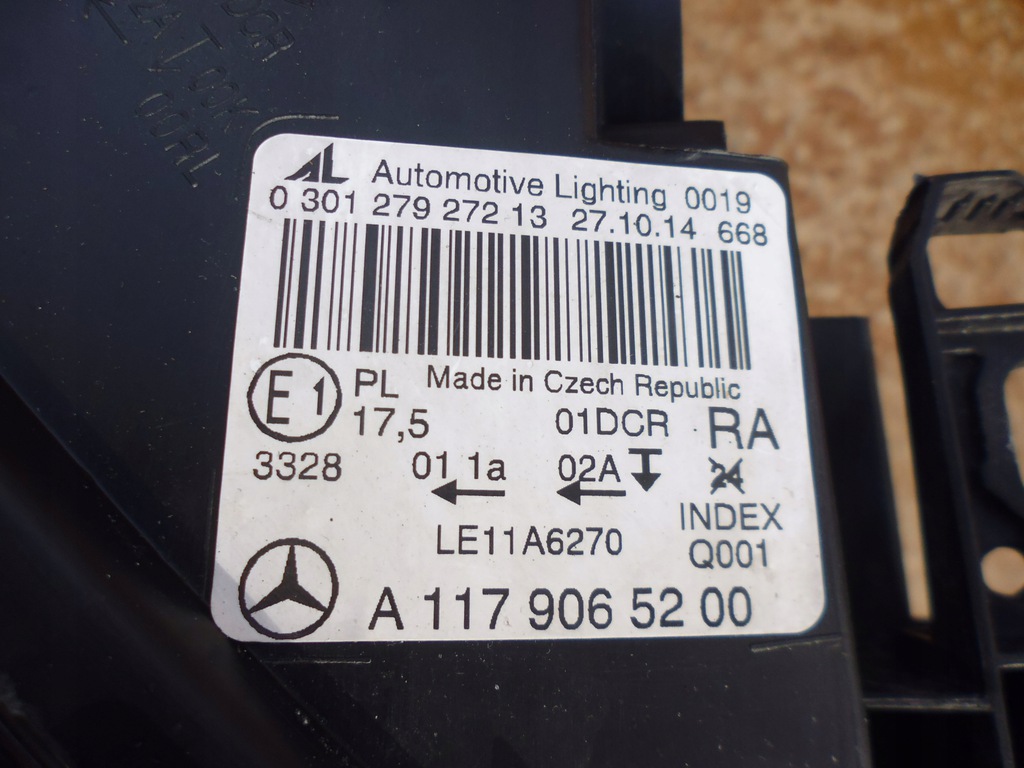 DCR
AL Automotive Lighting 0019
0 301 279 272 13 27.10.14 668
E1 PL Made in Czech Republic
17,5 01DCR RA
3328 01 1a 02A 24
INDEX
LE11A6270 Q001
A 117 906 52 00